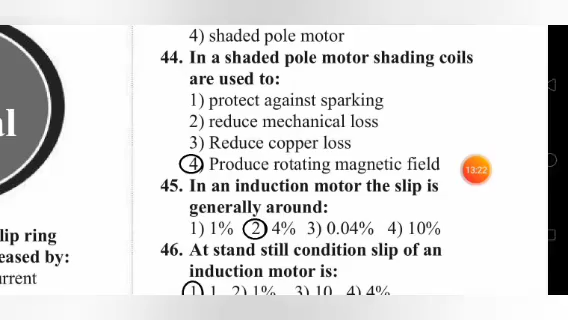 4) shaded pole motor
44. In a shaded pole motor shading coils
are used to:
1) protect against sparking
2) reduce mechanical loss
3) Reduce copper loss
4) Produce rotating magnetic field
13:22
45. In an induction motor the slip is
generally around:
1) 1% 2) 4% 3) 0.04% 4) 10%
46. At stand still condition slip of an
induction motor is:
1) 1 2) 1% 3) 10 4) 4%
al
lip ring
eased by:
urrent